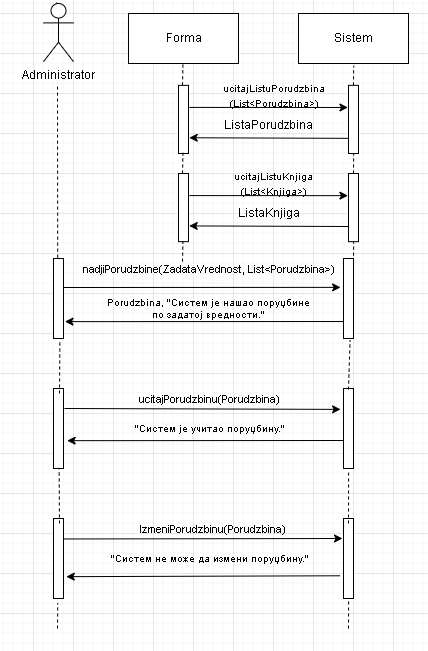 Forma
Sistem
Administrator
ucitajListuPorudzbina
(List<Porudzbina>)
ListaPorudzbina
ucitajListuKnjiga
(List<Knjiga>)
ListaKnjiga
nadjiPorudzbine(ZadataVrednost, List<Porudzbina>)
Porudzbina, "Систем је нашао поруџбине
по задатој вредности."
ucitajPorudzbinu(Porudzbina)
"Систем је учитао поруџбину."
IzmeniPorudzbinu(Porudzbina)
"Систем не може да измени поруџбину."